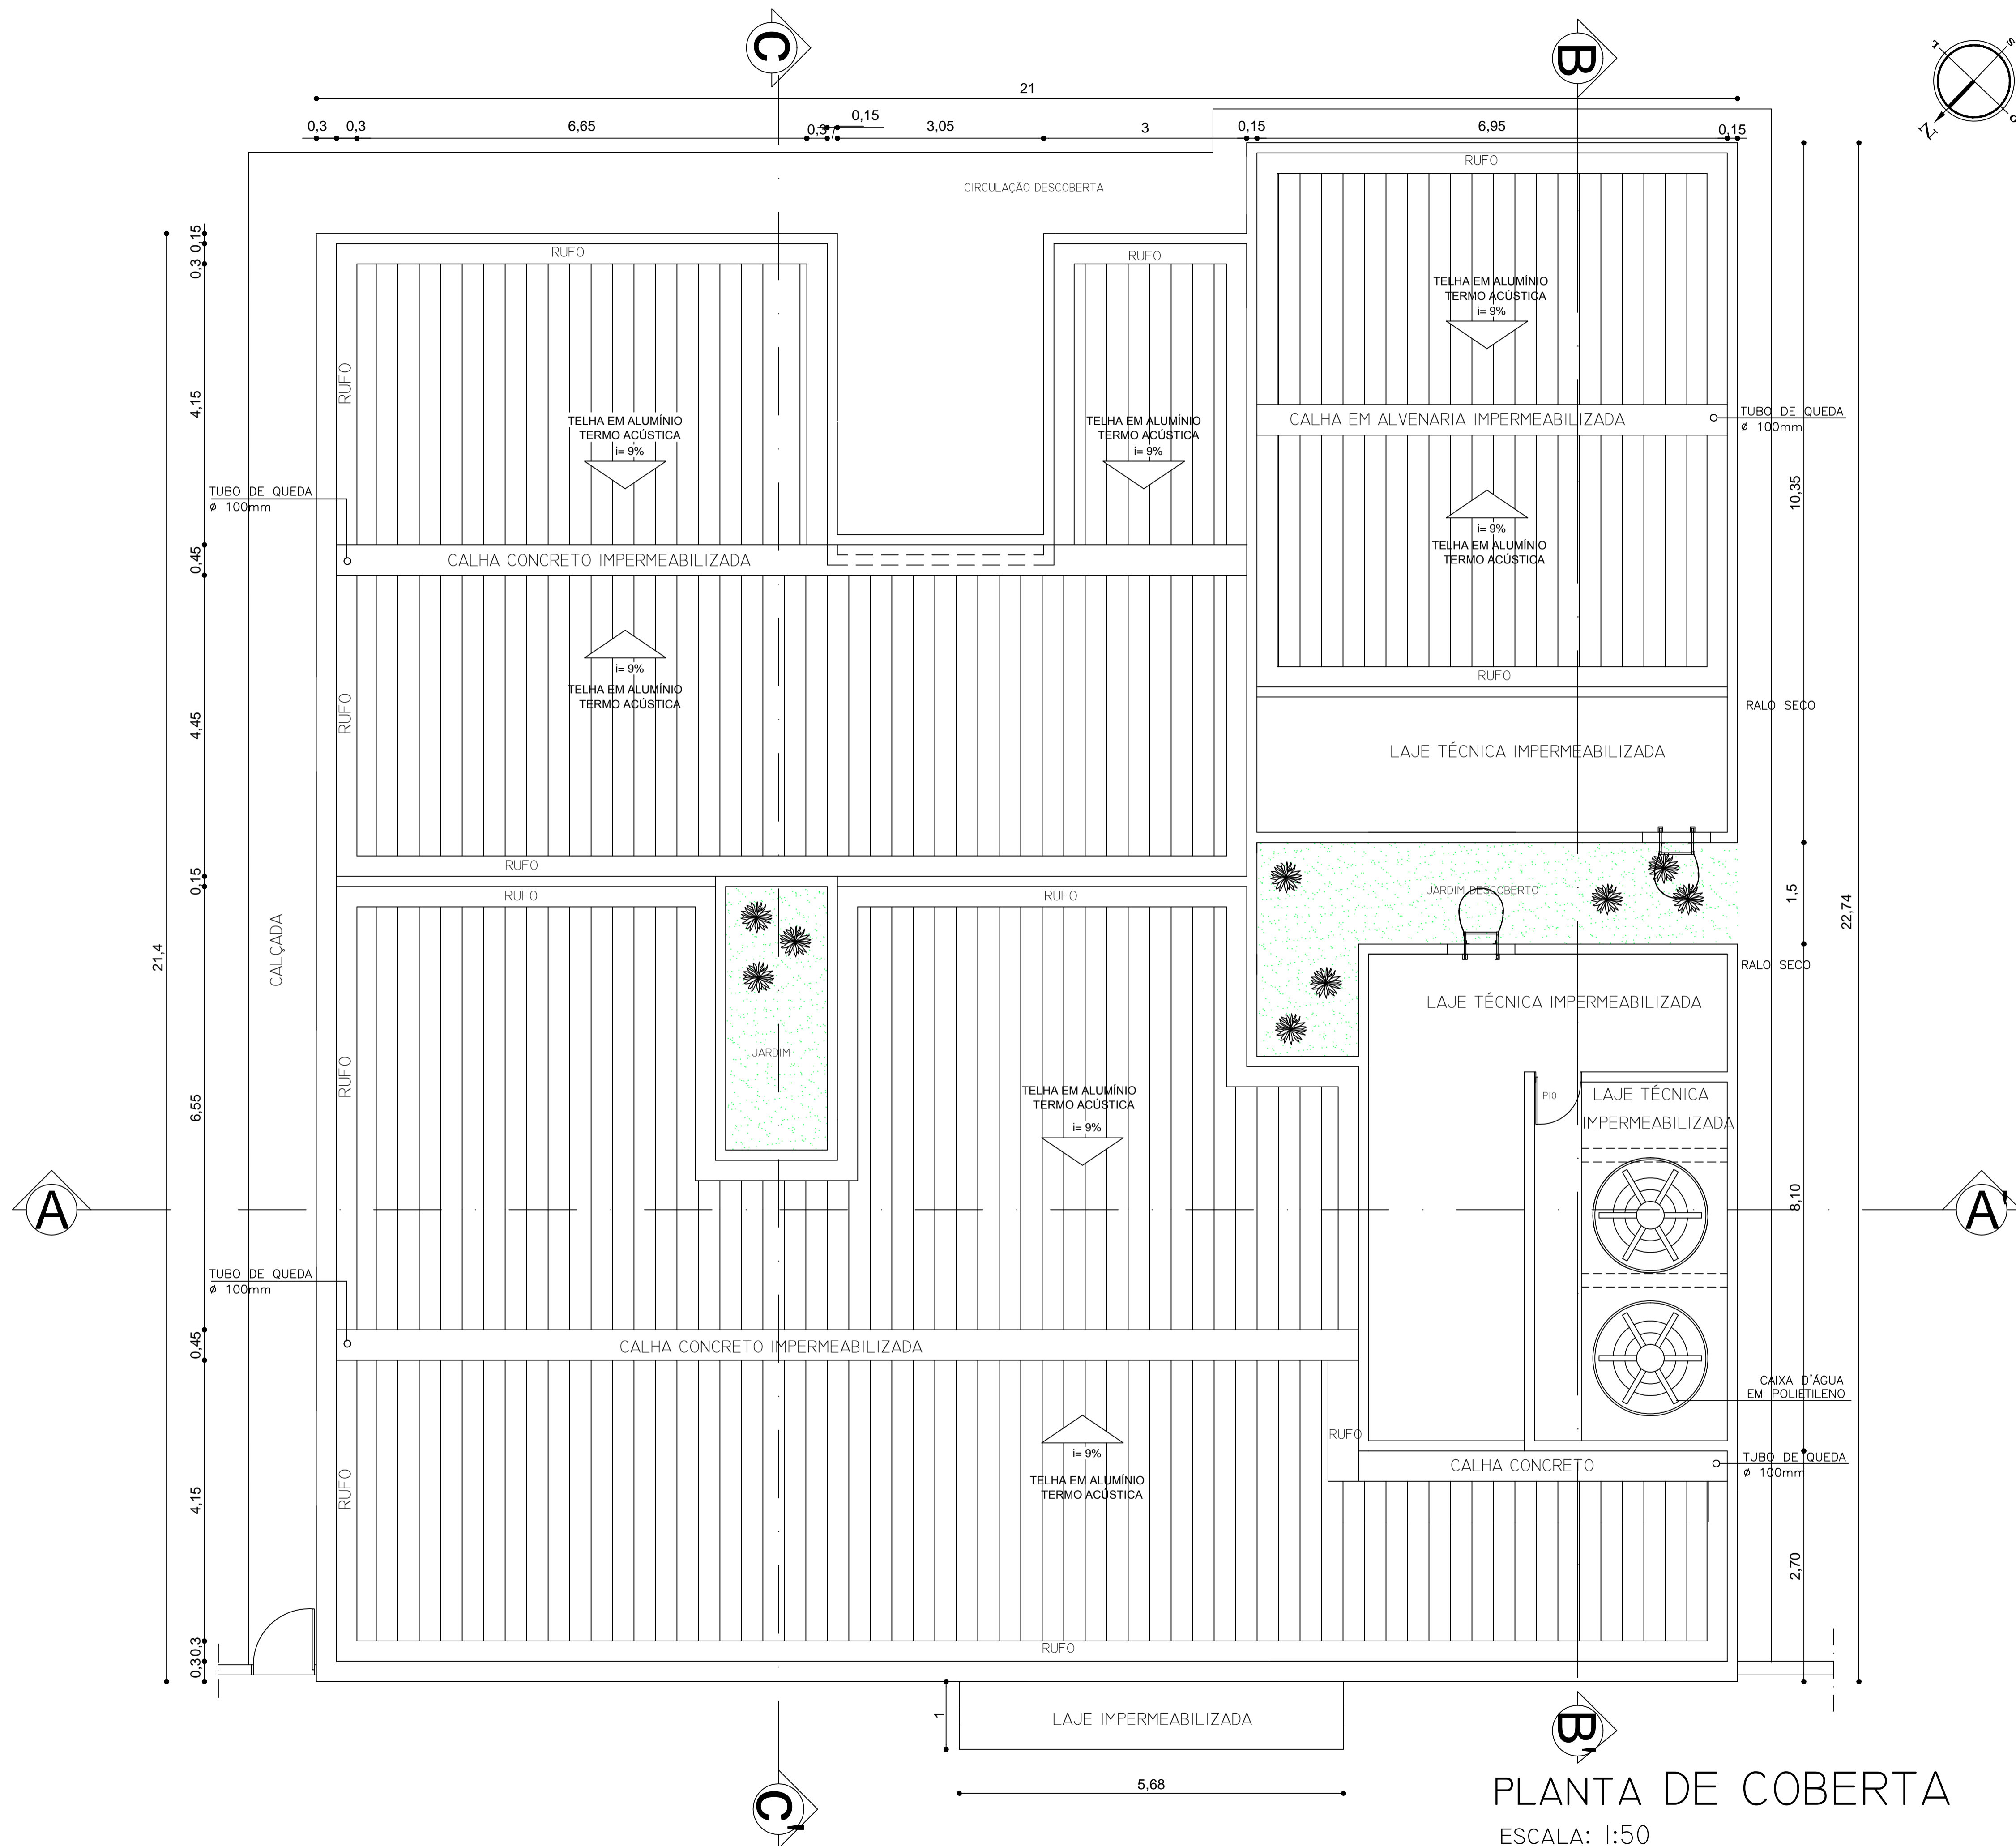 C
B
r
s
o
N
21
0,3
0,3
6,65
0,3
0,15
3,05
3
0,15
6,95
0,15
RUFO
CIRCULAÇÃO DESCOBERTA
0,15
0,3
RUFO
RUFO
TELHA EM ALUMÍNIO
TERMO ACÚSTICA
i= 9%
RUFO
4,15
TELHA EM ALUMÍNIO
TERMO ACÚSTICA
i= 9%
TELHA EM ALUMÍNIO
TERMO ACÚSTICA
i= 9%
CALHA EM ALVENARIA IMPERMEABILIZADA
TUBO DE QUEDA
ø 100mm
TUBO DE QUEDA
ø 100mm
10,35
i= 9%
TELHA EM ALUMÍNIO
TERMO ACÚSTICA
0,45
CALHA CONCRETO IMPERMEABILIZADA
i= 9%
TELHA EM ALUMÍNIO
TERMO ACÚSTICA
RUFO
4,45
RUFO
RALO SECO
LAJE TÉCNICA IMPERMEABILIZADA
RUFO
0,15
RUFO
RUFO
JARDIM DESCOBERTO
1,5
22,74
CALÇADA
21,4
RALO SECO
LAJE TÉCNICA IMPERMEABILIZADA
JARDIM
RUFO
6,55
TELHA EM ALUMÍNIO
TERMO ACÚSTICA
i= 9%
P10
LAJE TÉCNICA
IMPERMEABILIZADA
A
8,10
A'
TUBO DE QUEDA
ø 100mm
0,45
CALHA CONCRETO IMPERMEABILIZADA
CAIXA D'ÁGUA
EM POLIETILENO
RUFO
i= 9%
TELHA EM ALUMÍNIO
TERMO ACÚSTICA
RUFO
4,15
CALHA CONCRETO
TUBO DE QUEDA
ø 100mm
2,70
0,3
0,3
RUFO
1
LAJE IMPERMEABILIZADA
B'
5,68
C'
PLANTA DE COBERTA
ESCALA: 1:50